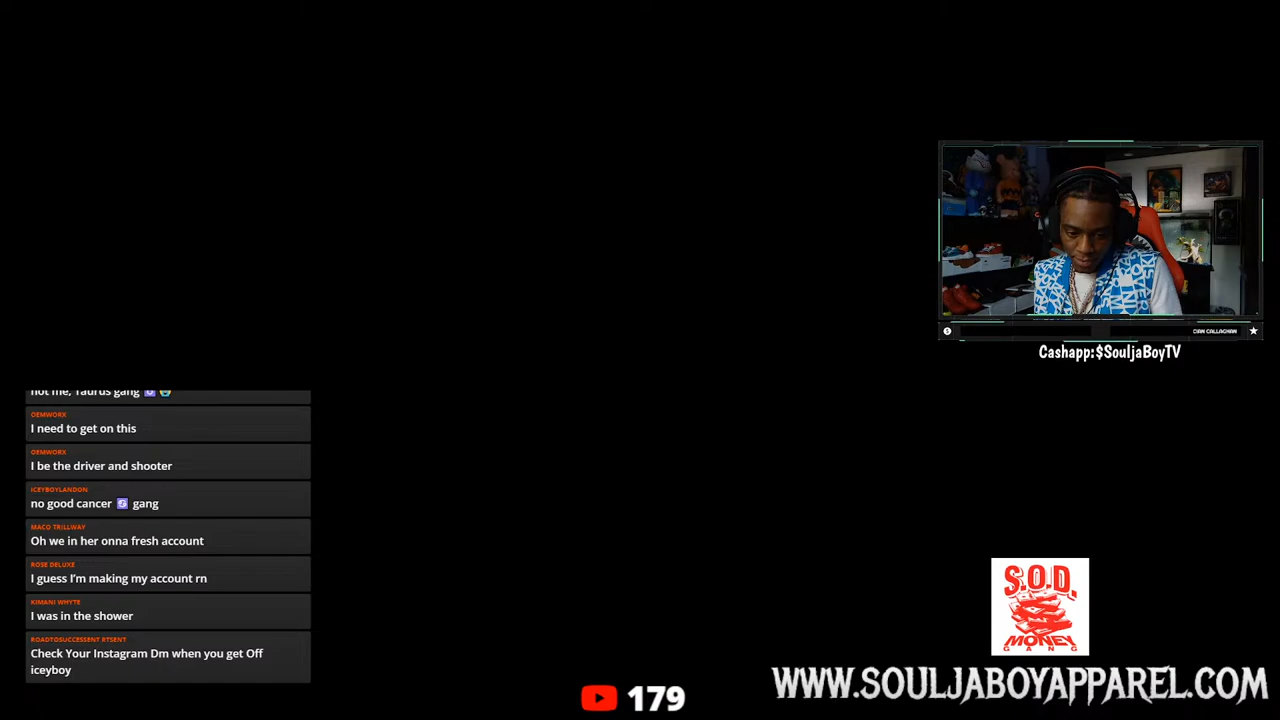 not me, Taurus gang ♉
OEMWORX
I need to get on this
OEMWORX
I be the driver and shooter
ICEYBOYLANDON
no good cancer ♋ gang
MACO TRILLWAY
Oh we in her onna fresh account
ROSE DELUXE
I guess I’m making my account rn
KIMANI WHYTE
I was in the shower
ROADTOSUCCESSENT RTSENT
Check Your Instagram Dm when you get Off
iceyboy
CIAN CALLAGHAN
Cashapp:$SouljaBoyTV
S.O.D.
MONEY
GANG
179
WWW.SOULJABOYAPPAREL.COM